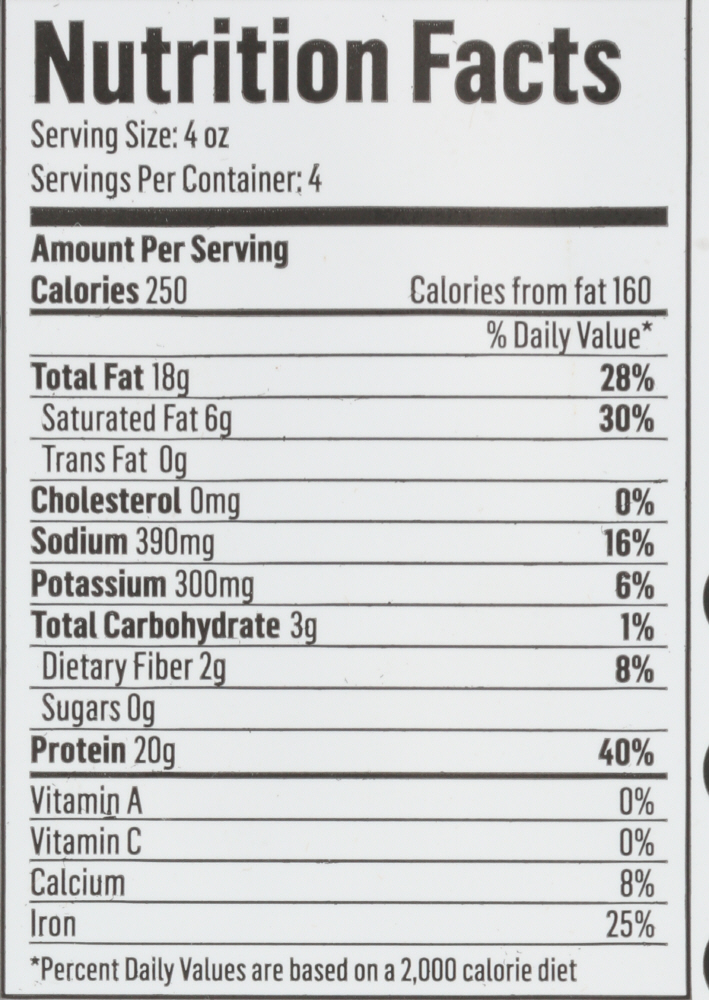 Nutrition Facts
Serving Size: 4 oz
Servings Per Container: 4
Amount Per Serving
Calories 250 Calories from fat 160
% Daily Value*
Total Fat 18g 28%
Saturated Fat 6g 30%
Trans Fat 0g
Cholesterol 0mg 0%
Sodium 390mg 16%
Potassium 300mg 6%
Total Carbohydrate 3g 1%
Dietary Fiber 2g 8%
Sugars 0g
Protein 20g 40%
Vitamin A 0%
Vitamin C 0%
Calcium 8%
Iron 25%
*Percent Daily Values are based on a 2,000 calorie diet